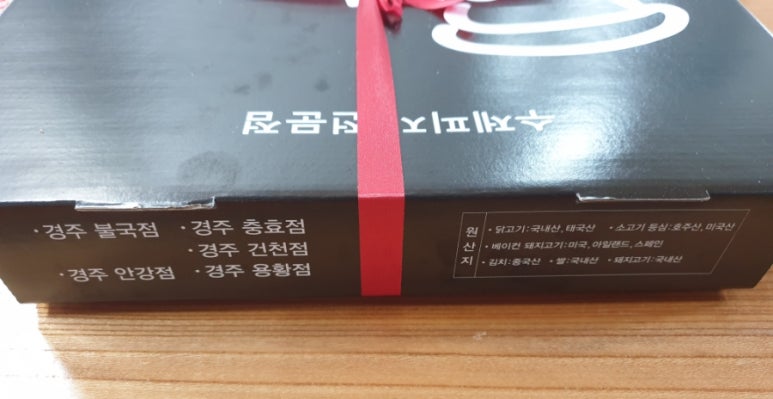 수제피자전문점
· 경주 불국점 · 경주 충효점
· 경주 건천점
· 경주 안강점 · 경주 용황점
원산지
· 닭고기:국내산, 태국산 · 소고기 등심:호주산, 미국산
· 베이컨 돼지고기:미국, 아일랜드, 스페인
· 김치:중국산 · 쌀:국내산 · 돼지고기:국내산